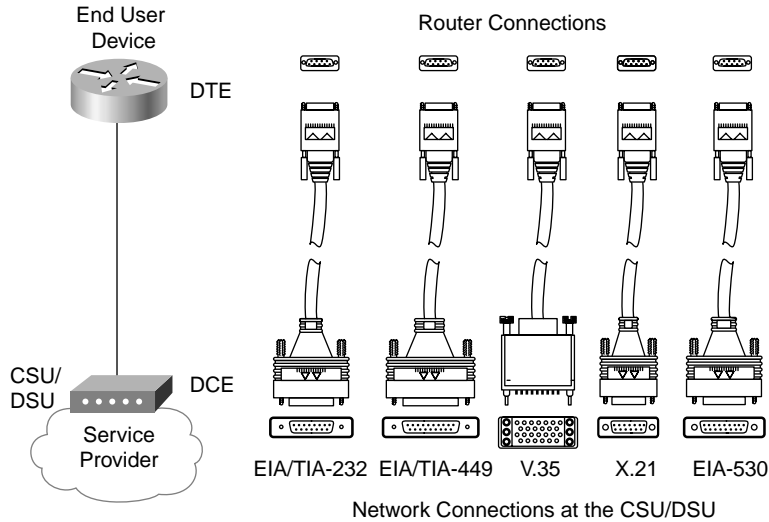 End User
Device
DTE
CSU/
DSU
DCE
Service
Provider
Router Connections
EIA/TIA-232 EIA/TIA-449 V.35 X.21 EIA-530
Network Connections at the CSU/DSU